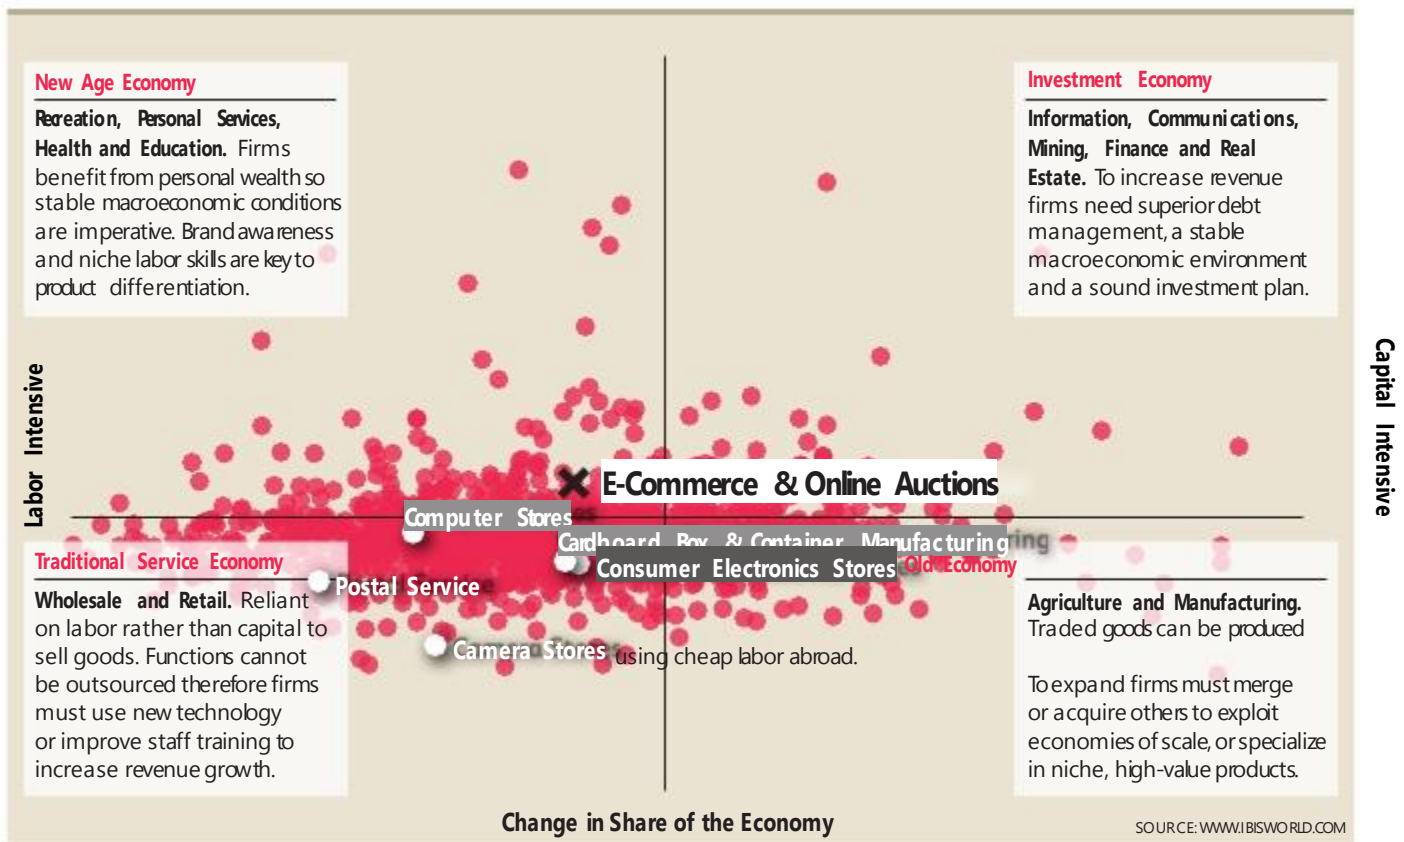 New Age Economy
Recreation, Personal Services,
Health and Education. Firms
benefit from personal wealth so
stable macroeconomic conditions
are imperative. Brand awareness
and niche labor skills are key to
product differentiation.
Investment Economy
Information, Communications,
Mining, Finance and Real
Estate. To increase revenue
firms need superior debt
management, a stable
macroeconomic environment
and a sound investment plan.
Labor Intensive
Capital Intensive
E-Commerce & Online Auctions
Computer Stores
Cardboard Box & Container Manufacturing
Consumer Electronics Stores
Postal Service
Camera Stores
Traditional Service Economy
Wholesale and Retail. Reliant
on labor rather than capital to
sell goods. Functions cannot
be outsourced therefore firms
must use new technology
or improve staff training to
increase revenue growth.
Old Economy
Agriculture and Manufacturing.
Traded goods can be produced
using cheap labor abroad.
To expand firms must merge
or acquire others to exploit
economies of scale, or specialize
in niche, high-value products.
Change in Share of the Economy
SOURCE: WWW.IBISWORLD.COM